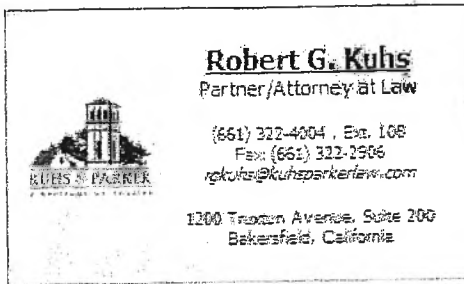 Robert G. Kuhs
Partner/Attorney at Law
(661) 322-4004 , Ext. 108
Fax: (661) 322-2906
rgkuhs@kuhsparkerlaw.com
KUHS & PARKER
1200 Truxtun Avenue, Suite 200
Bakersfield, California